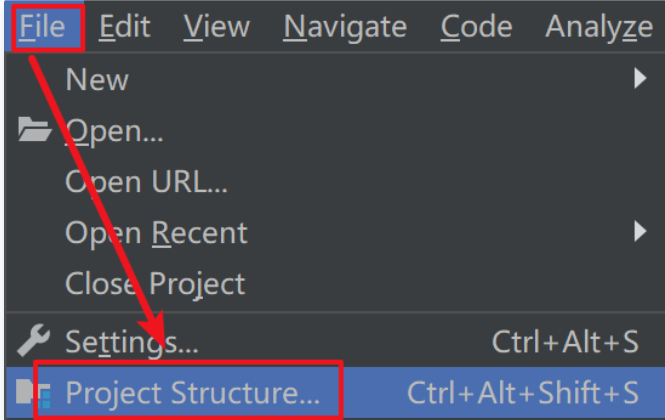 File Edit View Navigate Code Analyze
New
Open...
Open URL...
Open Recent
Close Project
Settings... Ctrl+Alt+S
Project Structure... Ctrl+Alt+Shift+S